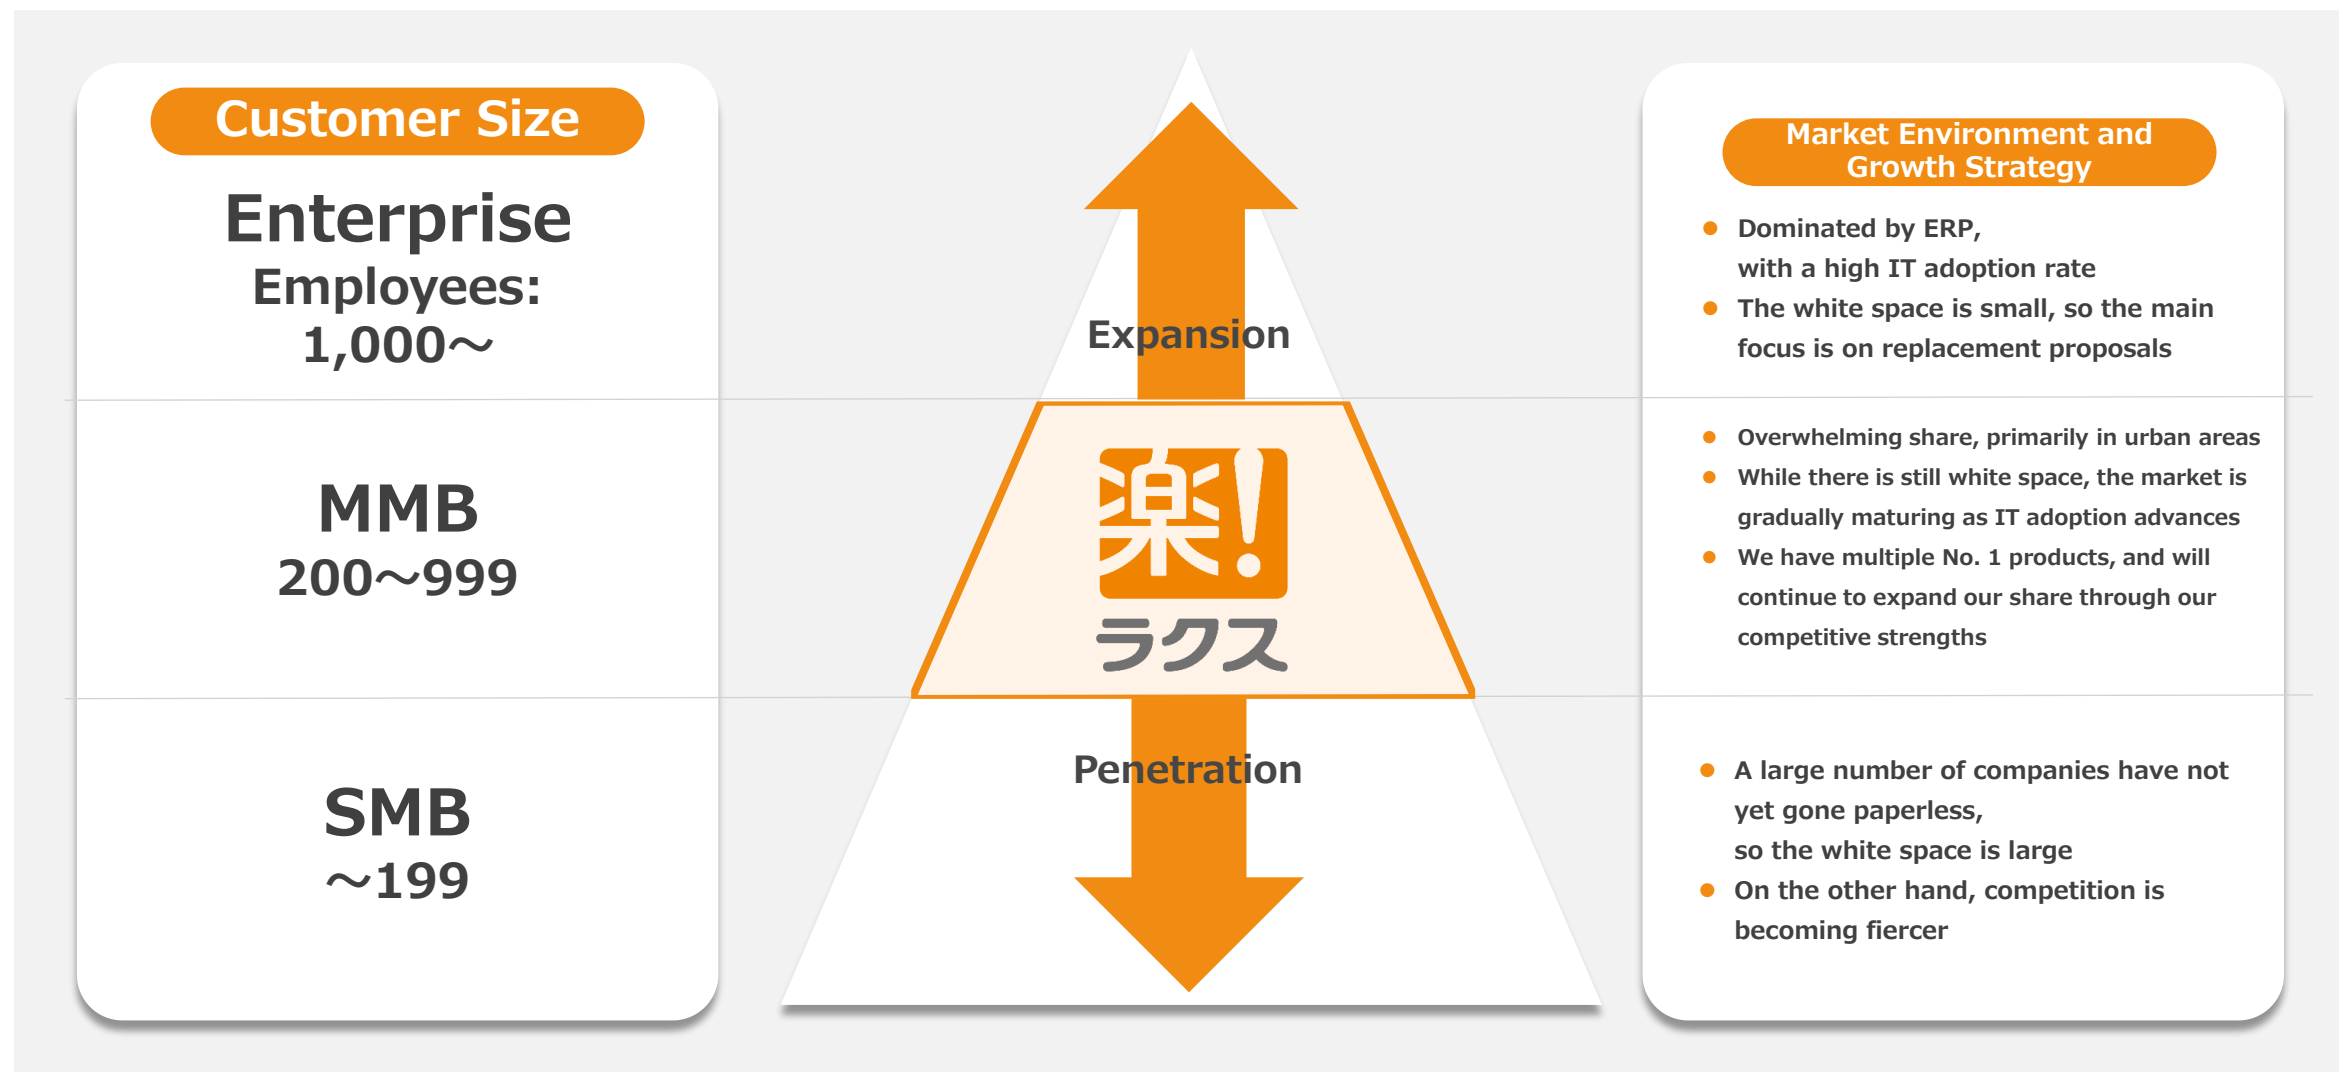 Customer Size
Enterprise
Employees:
1,000～
MMB
200～999
SMB
～199
Expansion
楽!
ラクス
Penetration
Market Environment and
Growth Strategy
● Dominated by ERP,
with a high IT adoption rate
● The white space is small, so the main
focus is on replacement proposals
● Overwhelming share, primarily in urban areas
● While there is still white space, the market is
gradually maturing as IT adoption advances
● We have multiple No. 1 products, and will
continue to expand our share through our
competitive strengths
● A large number of companies have not
yet gone paperless,
so the white space is large
● On the other hand, competition is
becoming fiercer